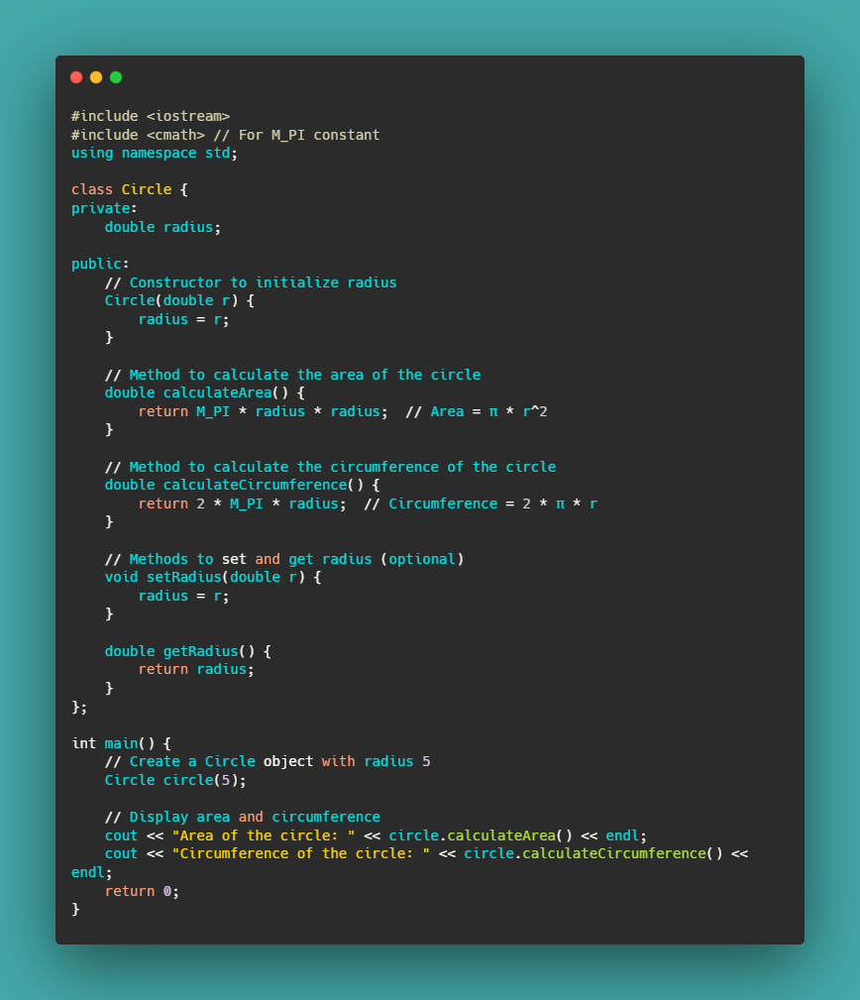 #include <iostream>
#include <cmath> // For M_PI constant
using namespace std;

class Circle {
private:
    double radius;

public:
    // Constructor to initialize radius
    Circle(double r) {
        radius = r;
    }

    // Method to calculate the area of the circle
    double calculateArea() {
        return M_PI * radius * radius;  // Area = π * r^2
    }

    // Method to calculate the circumference of the circle
    double calculateCircumference() {
        return 2 * M_PI * radius;  // Circumference = 2 * π * r
    }

    // Methods to set and get radius (optional)
    void setRadius(double r) {
        radius = r;
    }

    double getRadius() {
        return radius;
    }
};

int main() {
    // Create a Circle object with radius 5
    Circle circle(5);

    // Display area and circumference
    cout << "Area of the circle: " << circle.calculateArea() << endl;
    cout << "Circumference of the circle: " << circle.calculateCircumference() <<
endl;
    return 0;
}